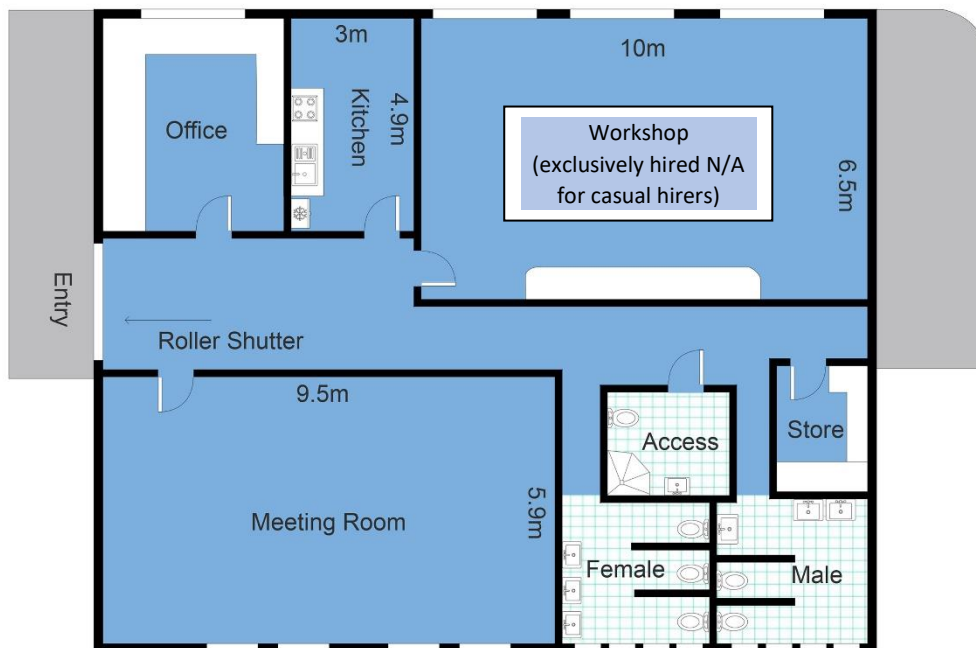 3m
10m
Office
Kitchen
4.9m
Workshop
(exclusively hired N/A
for casual hirers)
6.5m
Entry
Roller Shutter
9.5m
Access
Store
5.9m
Meeting Room
Female
Male